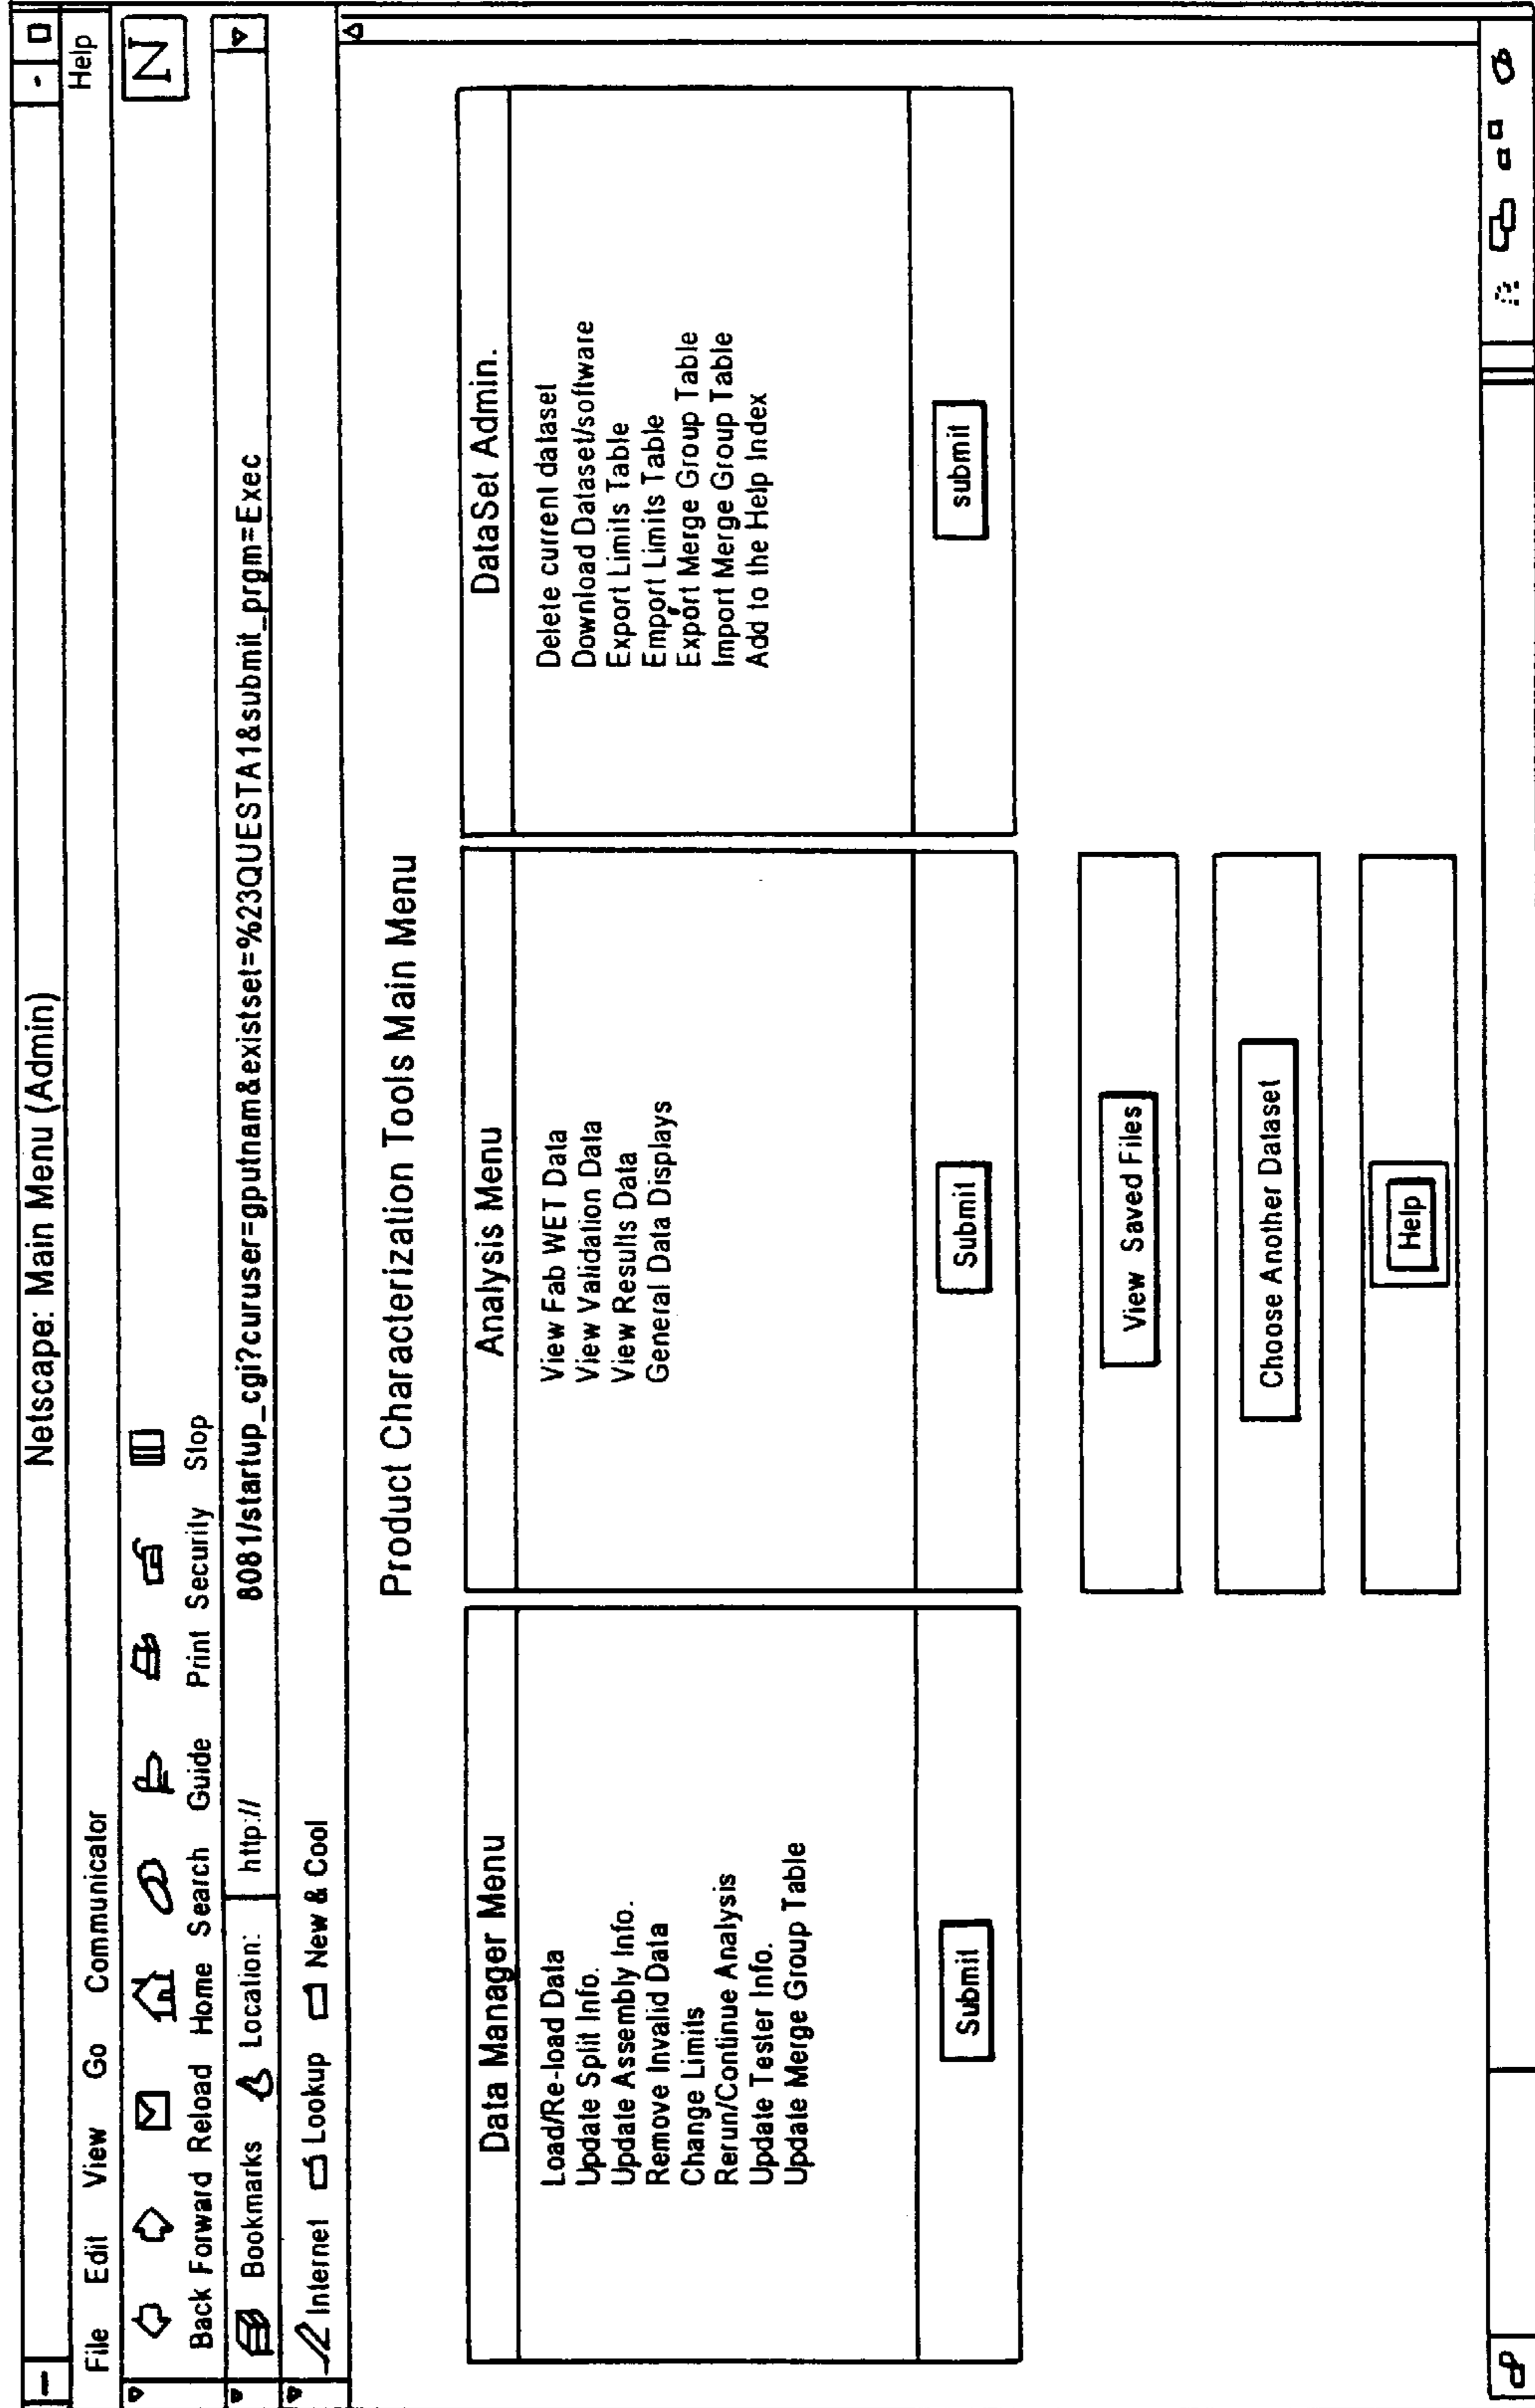 Netscape: Main Menu (Admin)
File Edit View Go Communicator Help
Back Forward Reload Home Search Guide Print Security Stop
N
Bookmarks Location: http:// 8081/startup_cgi?curuser=gputnam&existset=%23QUESTA1&submit_prgm=Exec
Internet Lookup New & Cool
Product Characterization Tools Main Menu
Data Manager Menu
Load/Re-load Data
Update Split Info.
Update Assembly Info.
Remove Invalid Data
Change Limits
Rerun/Continue Analysis
Update Tester Info.
Update Merge Group Table
Submit
Analysis Menu
View Fab WET Data
View Validation Data
View Results Data
General Data Displays
Submit
DataSet Admin.
Delete current dataset
Download Dataset/software
Export Limits Table
Emport Limits Table
Export Merge Group Table
Import Merge Group Table
Add to the Help Index
submit
View Saved Files
Choose Another Dataset
Help